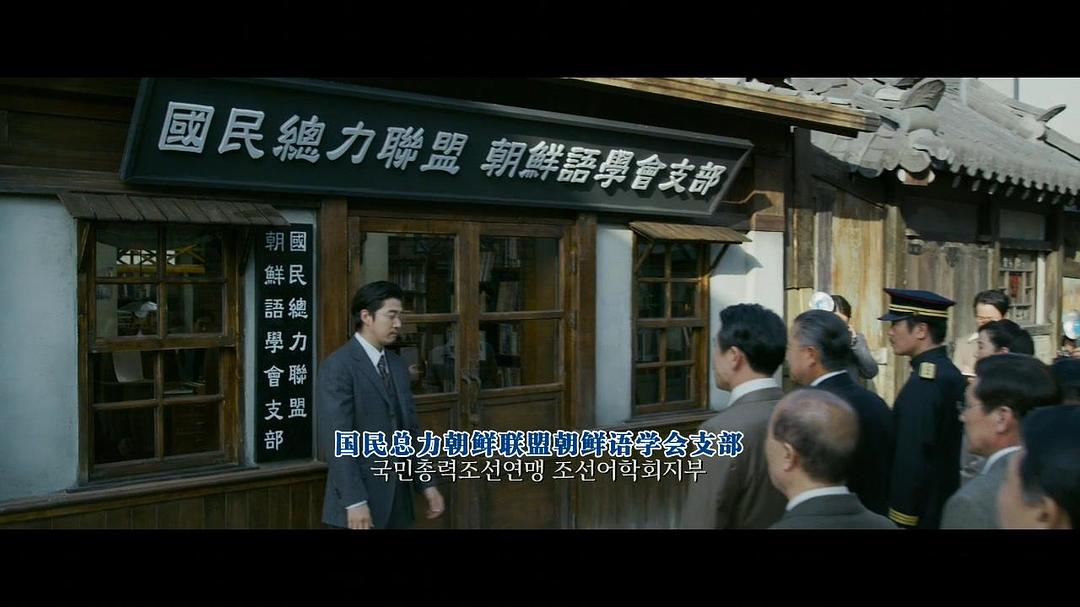 國民總力聯盟 朝鮮語學會支部
國民總力聯盟
朝鮮語學會支部
国民总力朝鲜联盟朝鲜语学会支部
국민총력조선연맹 조선어학회지부